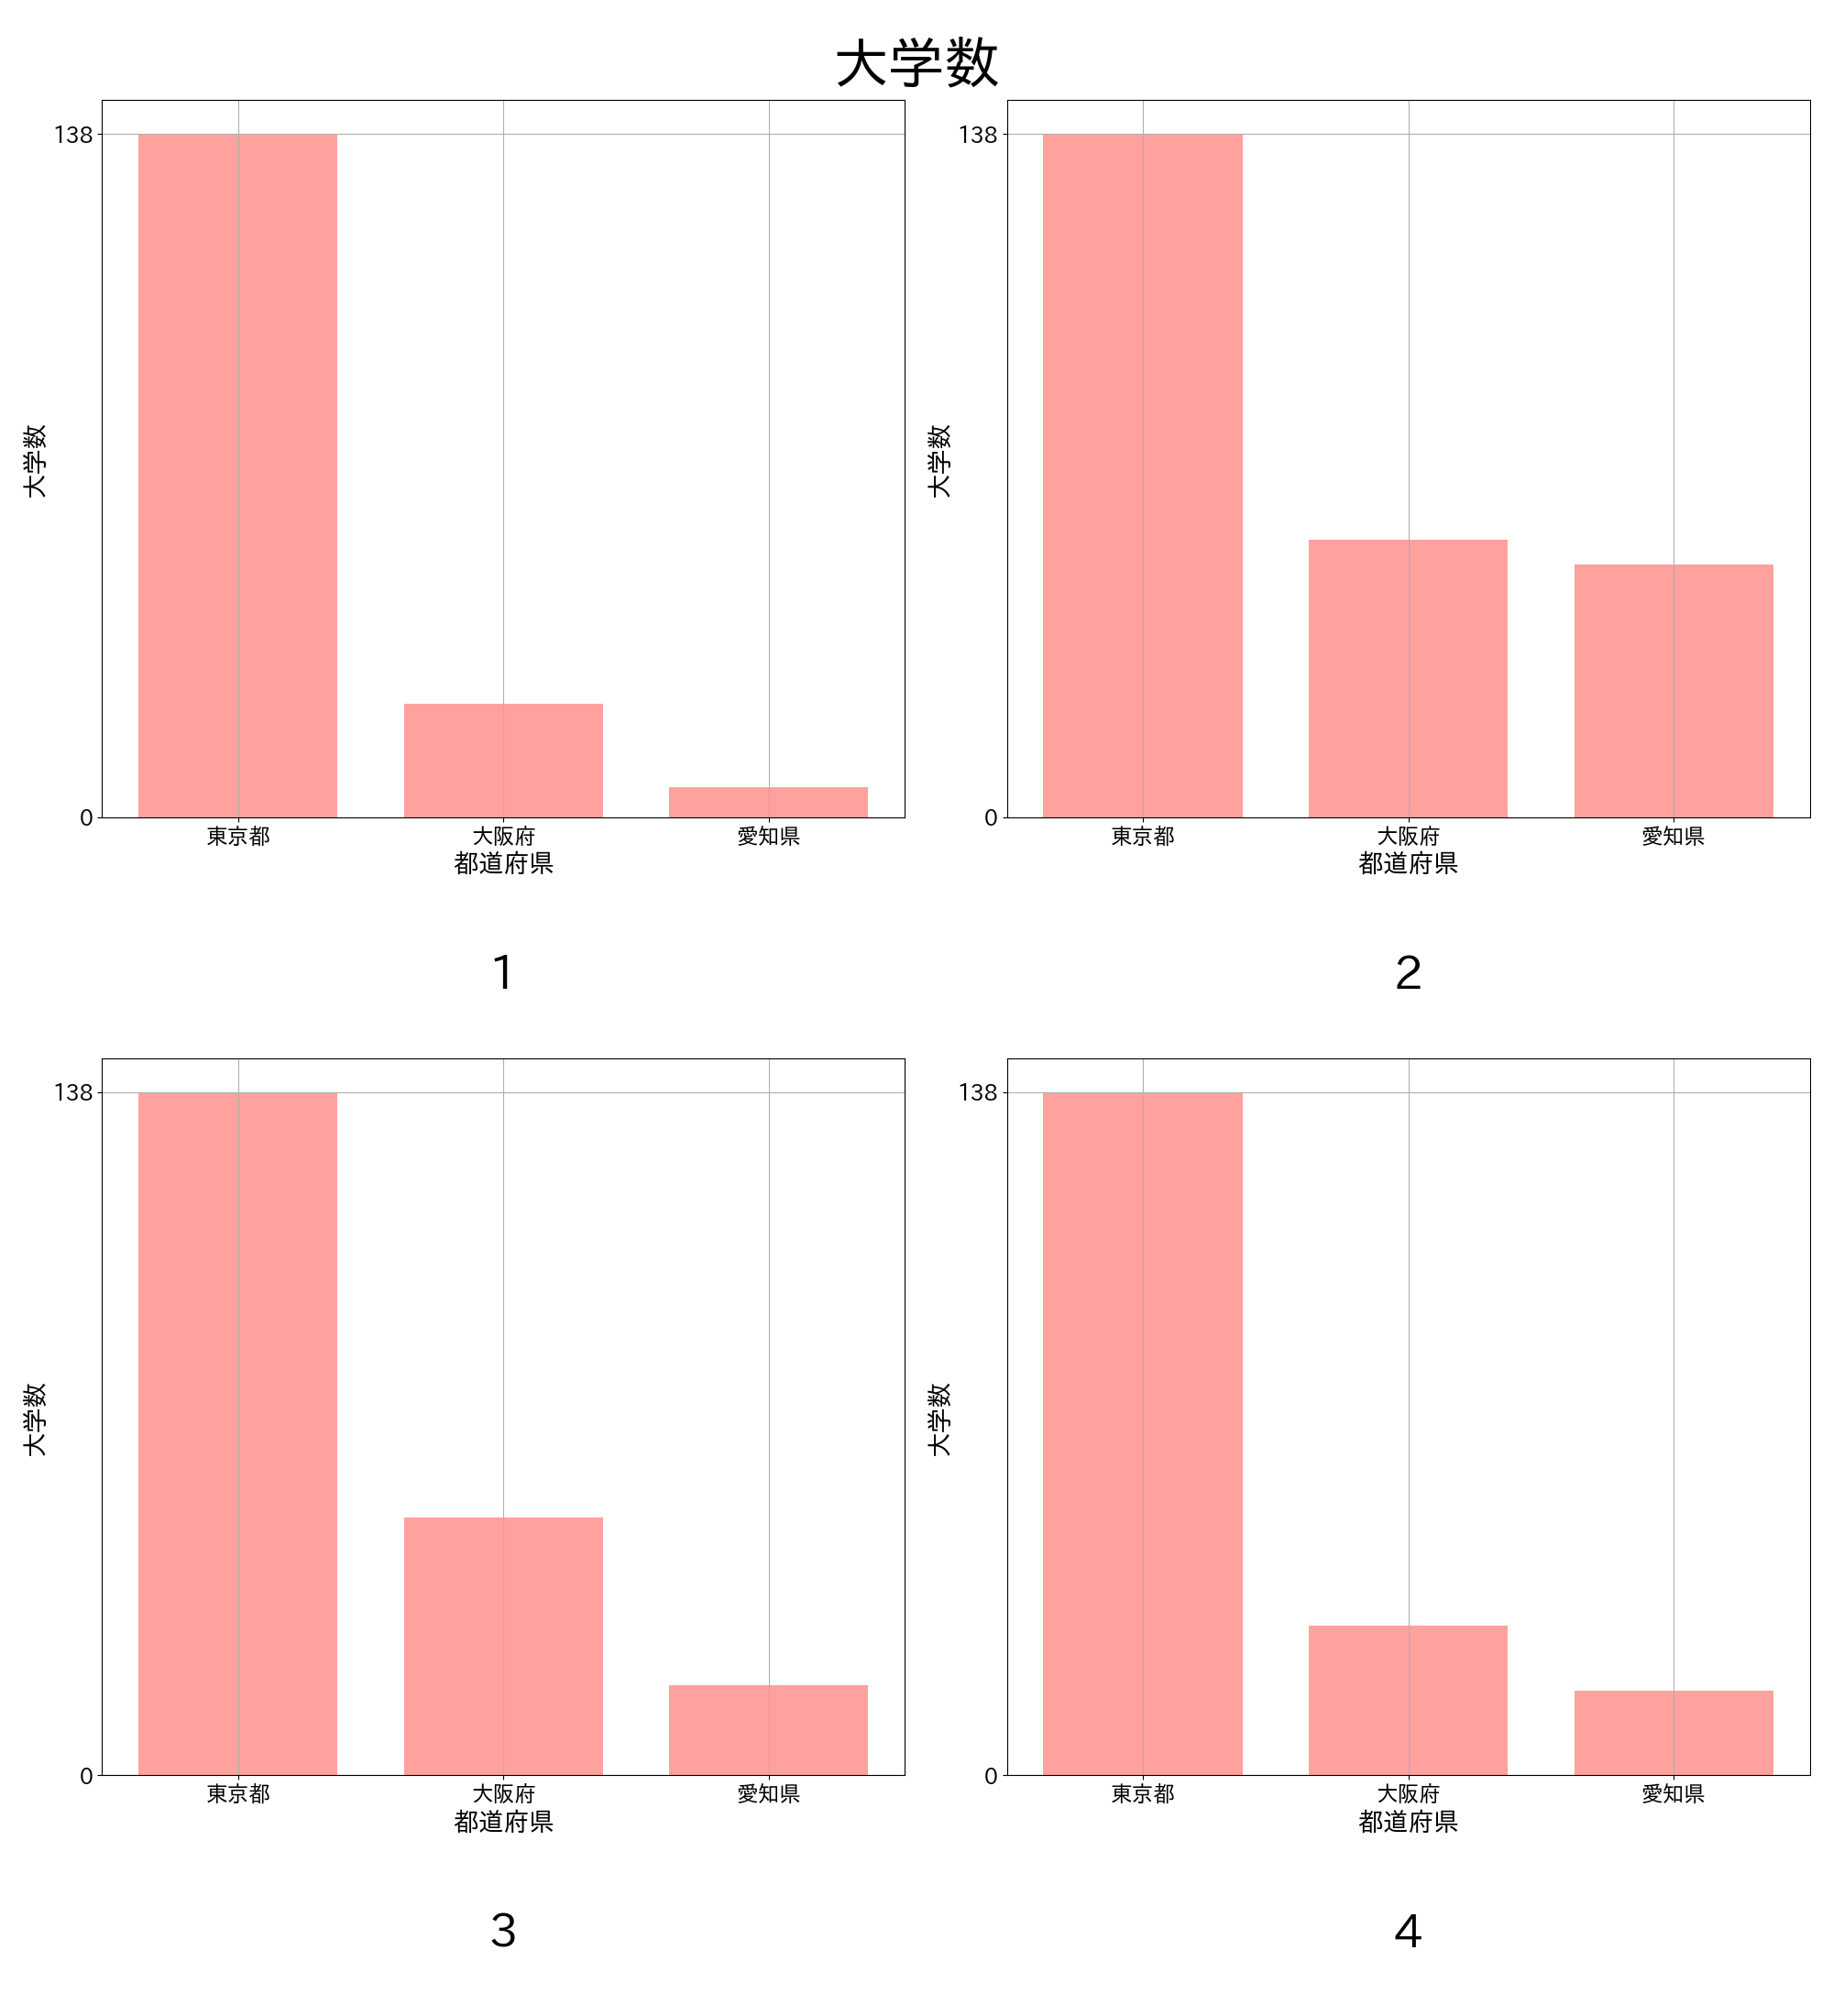 大学数
138
0
大学数
東京都 大阪府 愛知県
都道府県
1
138
0
大学数
東京都 大阪府 愛知県
都道府県
2
138
0
大学数
東京都 大阪府 愛知県
都道府県
3
138
0
大学数
東京都 大阪府 愛知県
都道府県
4